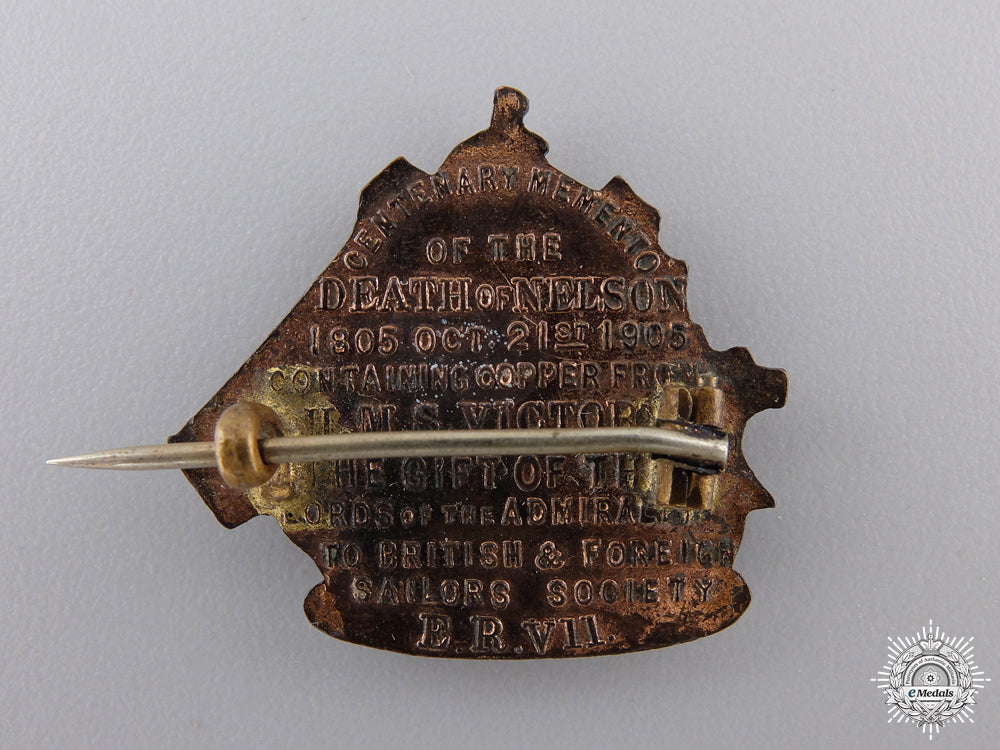 CENTENARY MEMENTO
OF THE
DEATH OF NELSON
1805 OCT. 21ST 1905
CONTAINING COPPER FROM
H.M.S. VICTORY
THE GIFT OF THE
LORDS OF THE ADMIRALTY
TO BRITISH & FOREIGN
SAILORS SOCIETY
E.R.VII.
eMedals